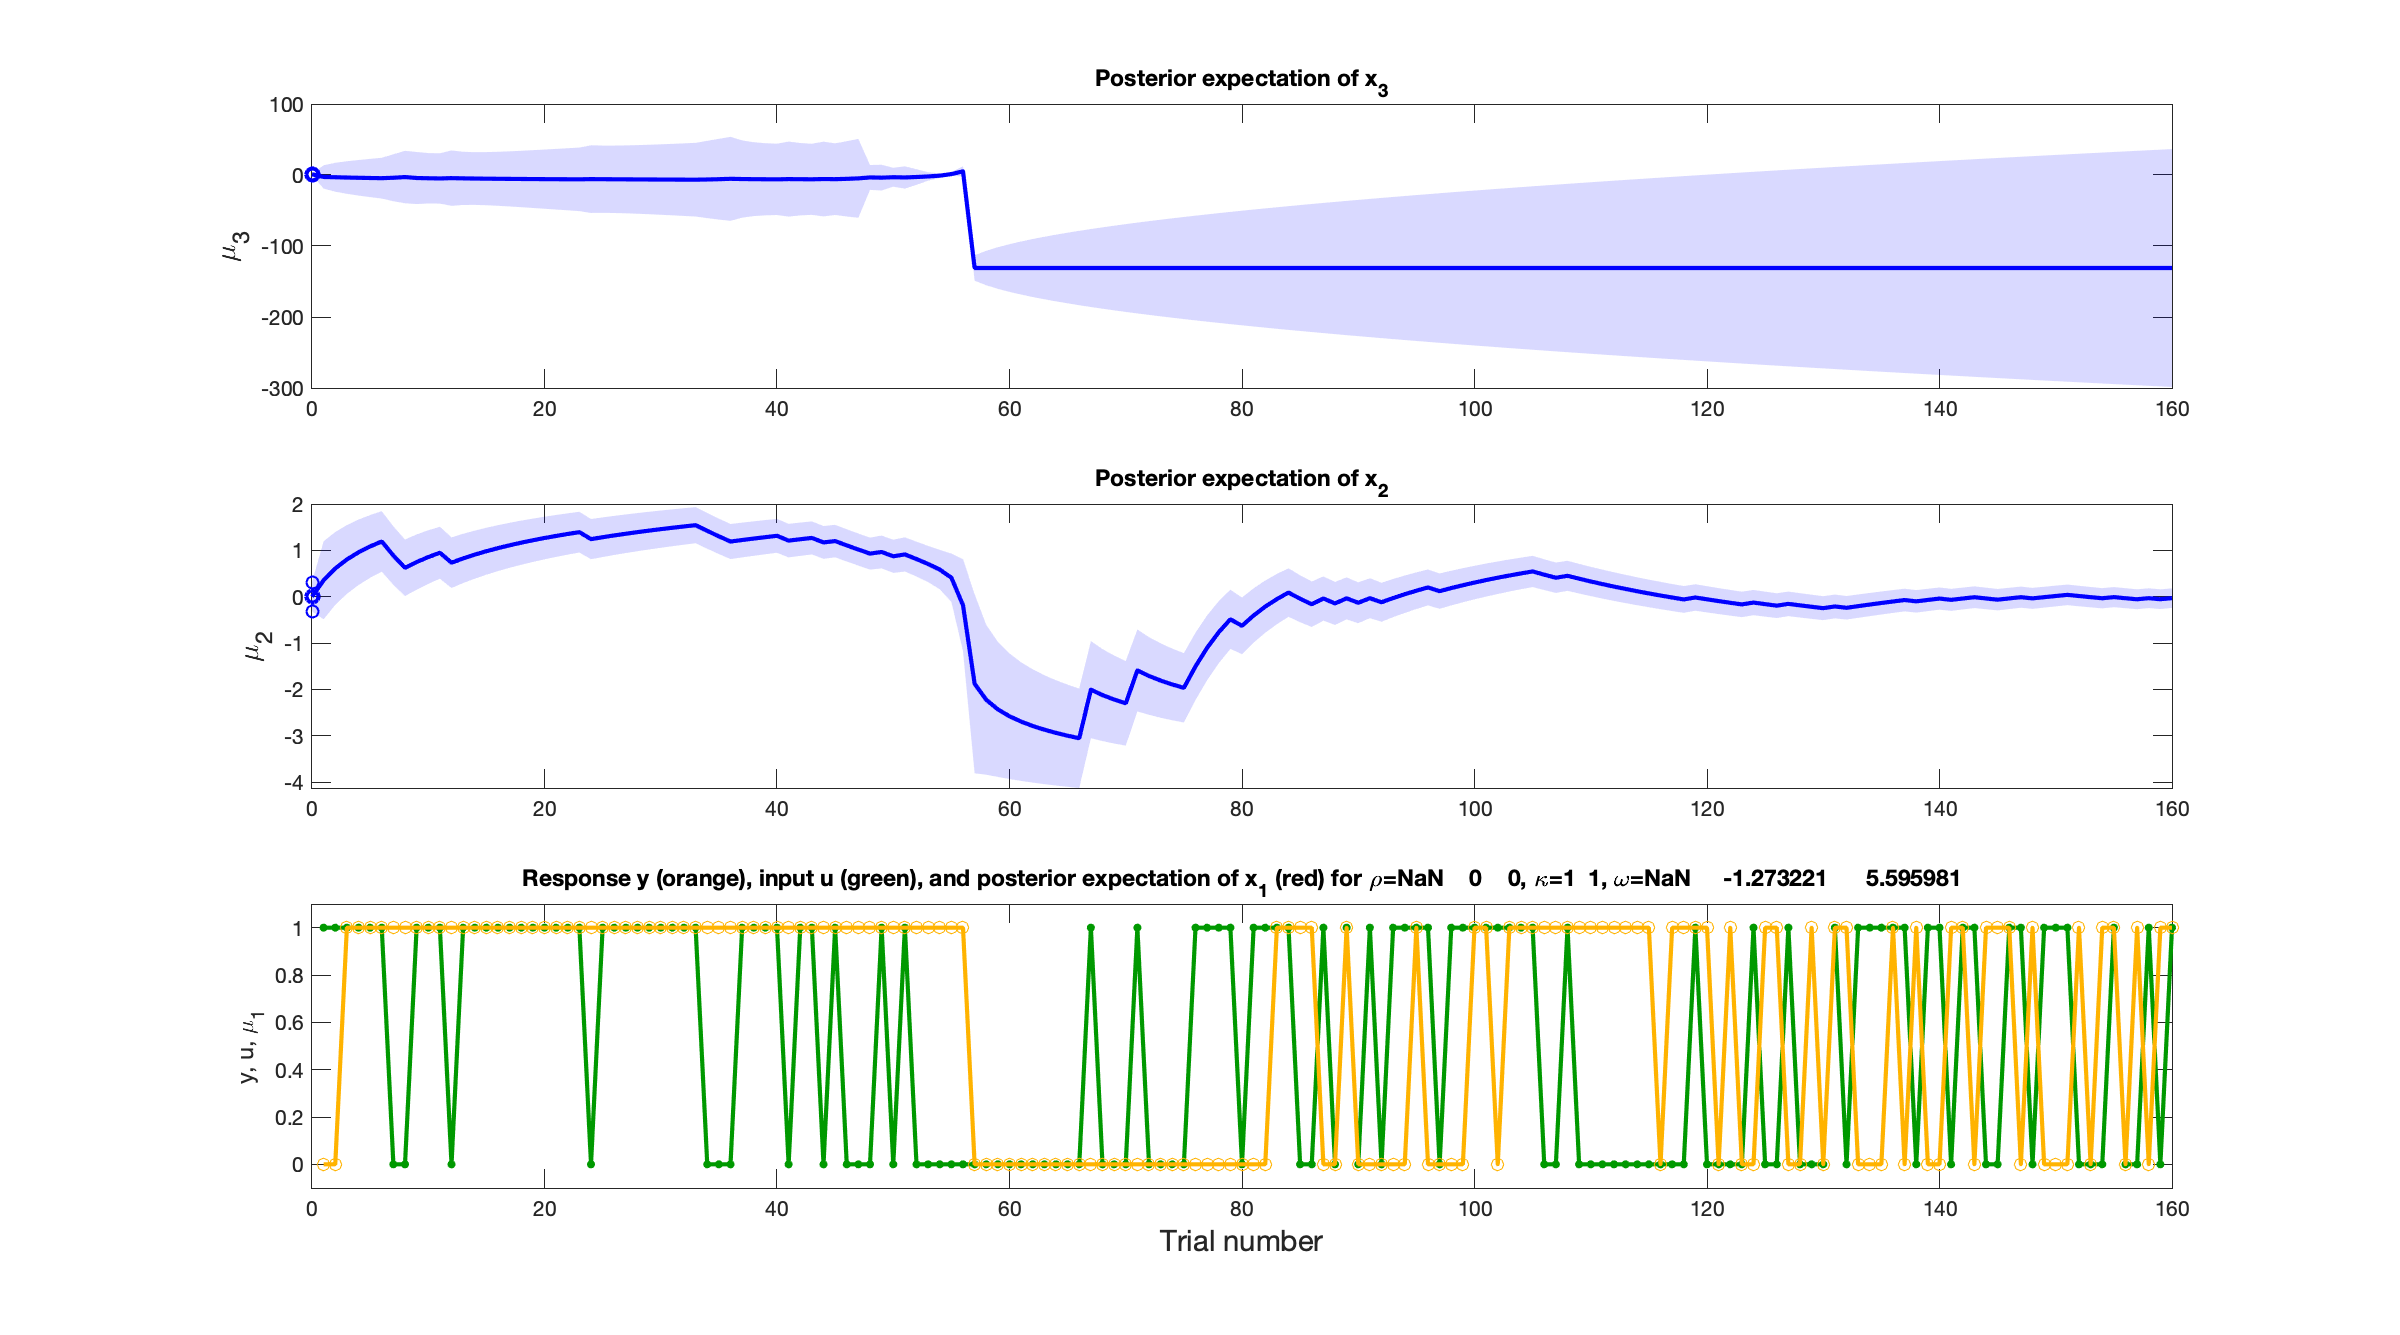 Posterior expectation of x3
μ3
100
0
-100
-200
-300
0 20 40 60 80 100 120 140 160
Posterior expectation of x2
μ2
2
1
0
-1
-2
-3
-4
0 20 40 60 80 100 120 140 160
Response y (orange), input u (green), and posterior expectation of x1 (red) for ρ=NaN 0 0, κ=1 1, ω=NaN -1.273221 5.595981
y, u, μ1
1
0.8
0.6
0.4
0.2
0
0 20 40 60 80 100 120 140 160
Trial number